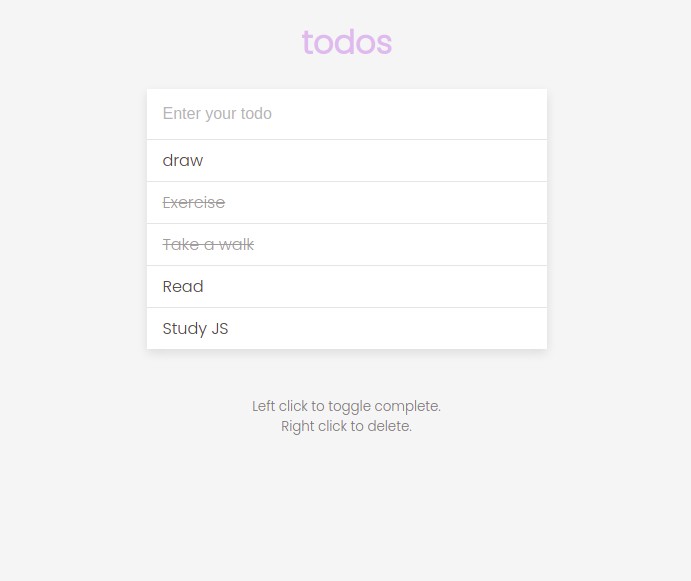 todos
Enter your todo
draw
Exercise
Take a walk
Read
Study JS
Left click to toggle complete.
Right click to delete.